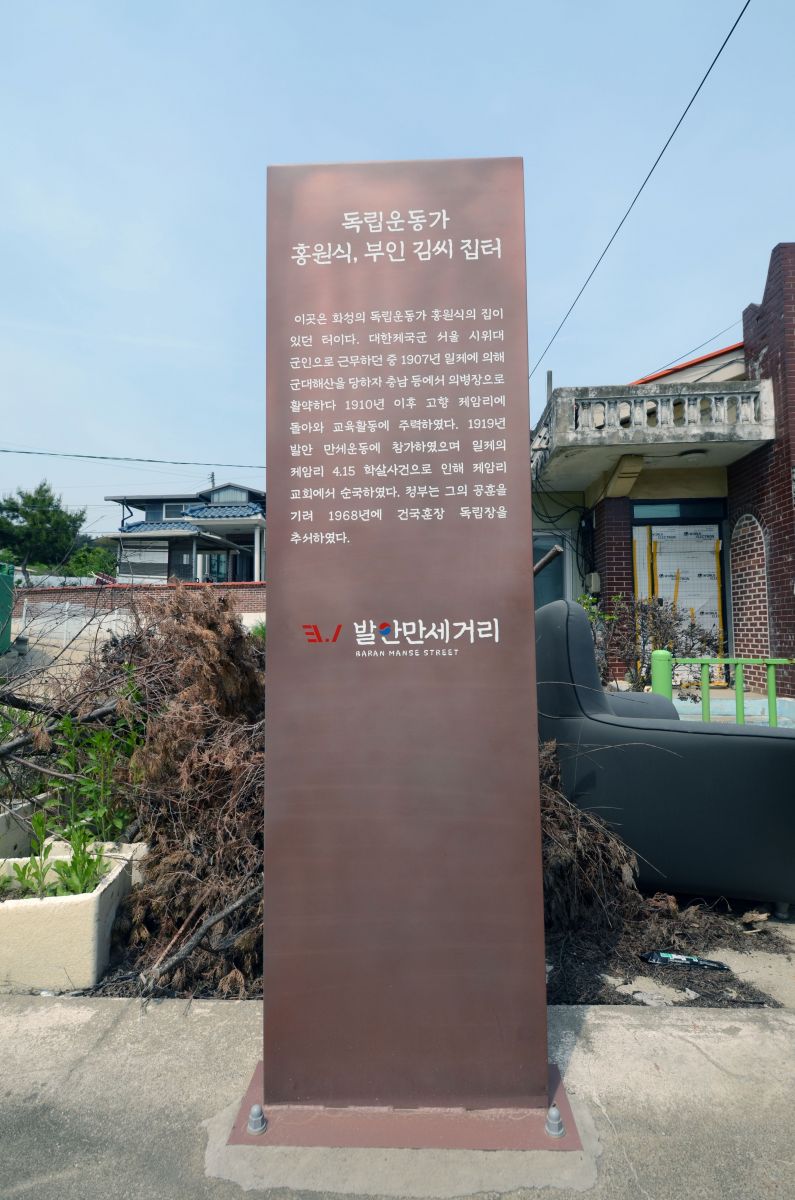 독립운동가
홍원식, 부인 김씨 집터
이곳은 화성의 독립운동가 홍원식의 집이
있던 터이다. 대한제국군 서울 시위대
군인으로 근무하던 중 1907년 일제에 의해
군대해산을 당하자 충남 등에서 의병장으로
활약하다 1910년 이후 고향 제암리에
돌아와 교육활동에 주력하였다. 1919년
발안 만세운동에 참가하였으며 일제의
제암리 4.15 학살사건으로 인해 제암리
교회에서 순국하였다. 정부는 그의 공훈을
기려 1968년에 건국훈장 독립장을
추서하였다.
3.1 발안만세거리
BARAN MANSE STREET